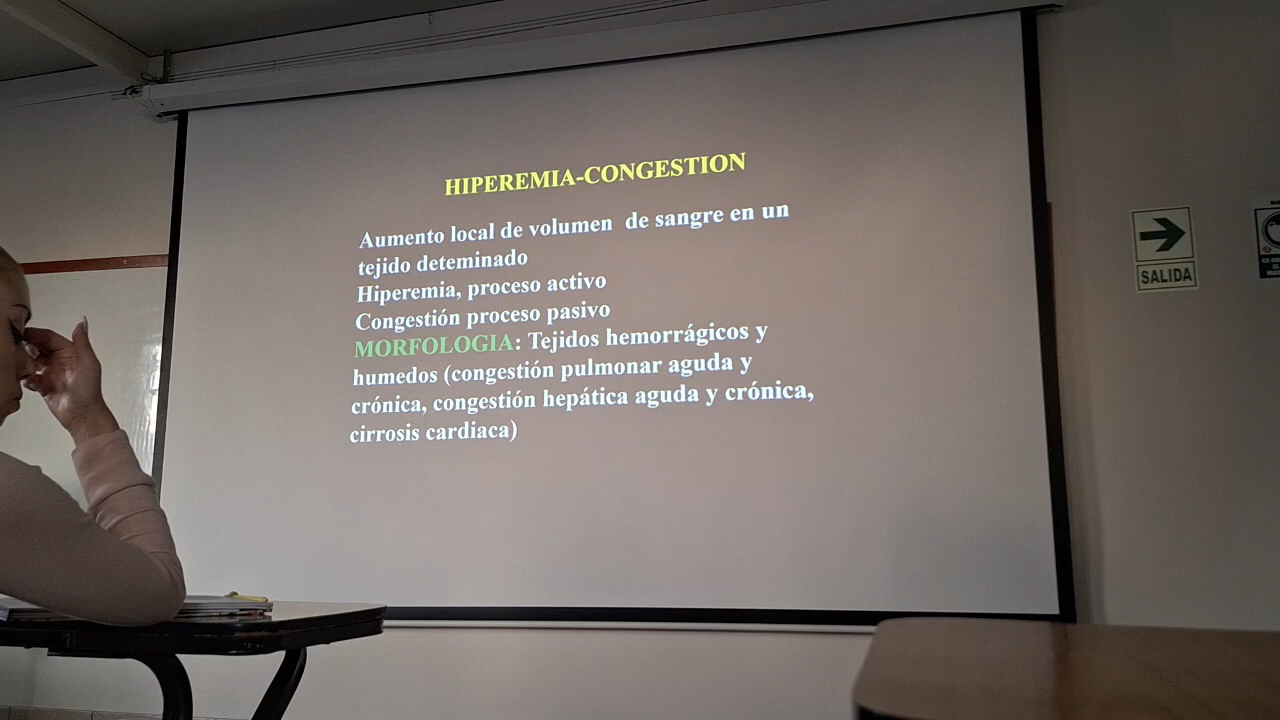 HIPEREMIA-CONGESTION
Aumento local de volumen de sangre en un
tejido deteminado
Hiperemia, proceso activo
Congestión proceso pasivo
MORFOLOGIA: Tejidos hemorrágicos y
humedos (congestión pulmonar aguda y
crónica, congestión hepática aguda y crónica,
cirrosis cardiaca)
SALIDA